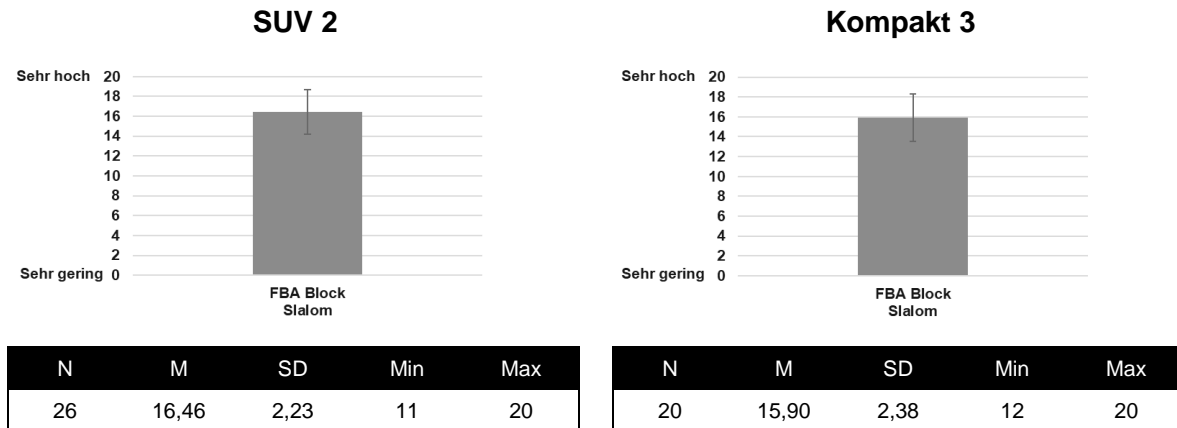 SUV 2
Sehr hoch 20
18
16
14
12
10
8
6
4
2
Sehr gering 0
FBA Block
Slalom
N M SD Min Max
26 16,46 2,23 11 20
Kompakt 3
Sehr hoch 20
18
16
14
12
10
8
6
4
2
Sehr gering 0
FBA Block
Slalom
N M SD Min Max
20 15,90 2,38 12 20